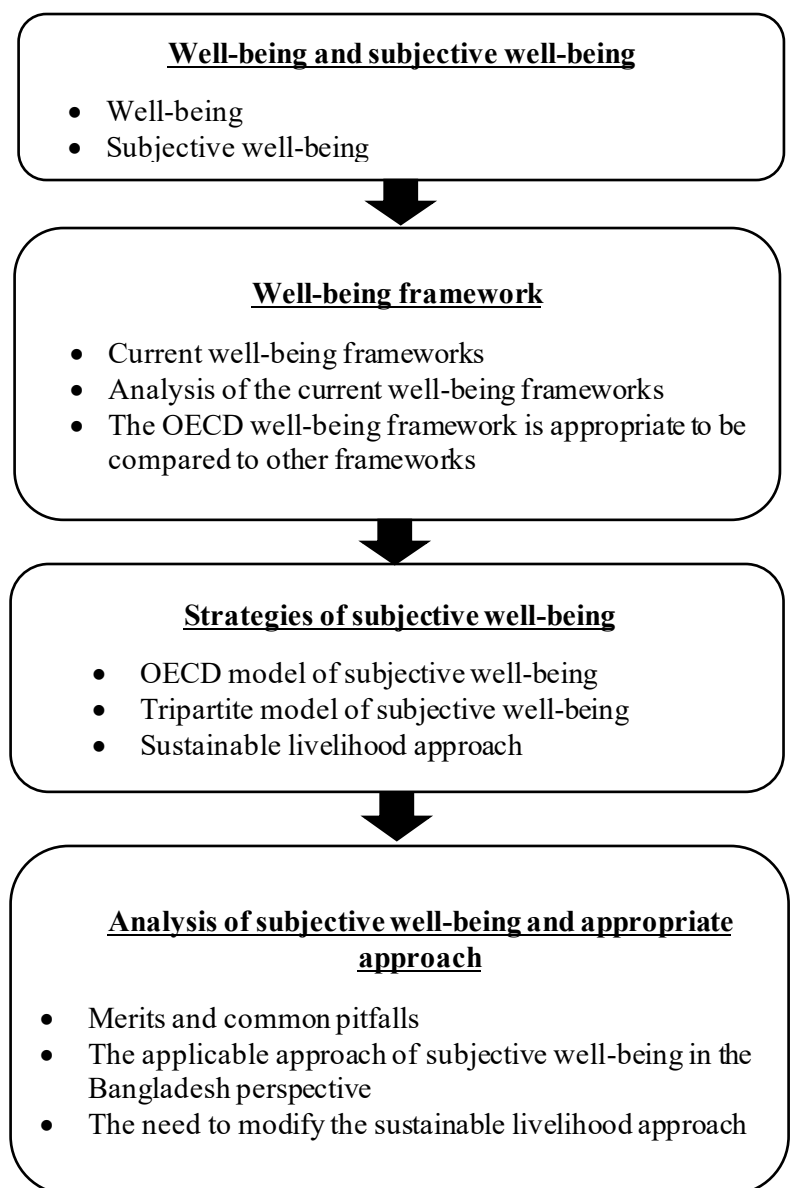 Well-being and subjective well-being
• Well-being
• Subjective well-being
Well-being framework
• Current well-being frameworks
• Analysis of the current well-being frameworks
• The OECD well-being framework is appropriate to be
compared to other frameworks
Strategies of subjective well-being
• OECD model of subjective well-being
• Tripartite model of subjective well-being
• Sustainable livelihood approach
Analysis of subjective well-being and appropriate
approach
• Merits and common pitfalls
• The applicable approach of subjective well-being in the
Bangladesh perspective
• The need to modify the sustainable livelihood approach